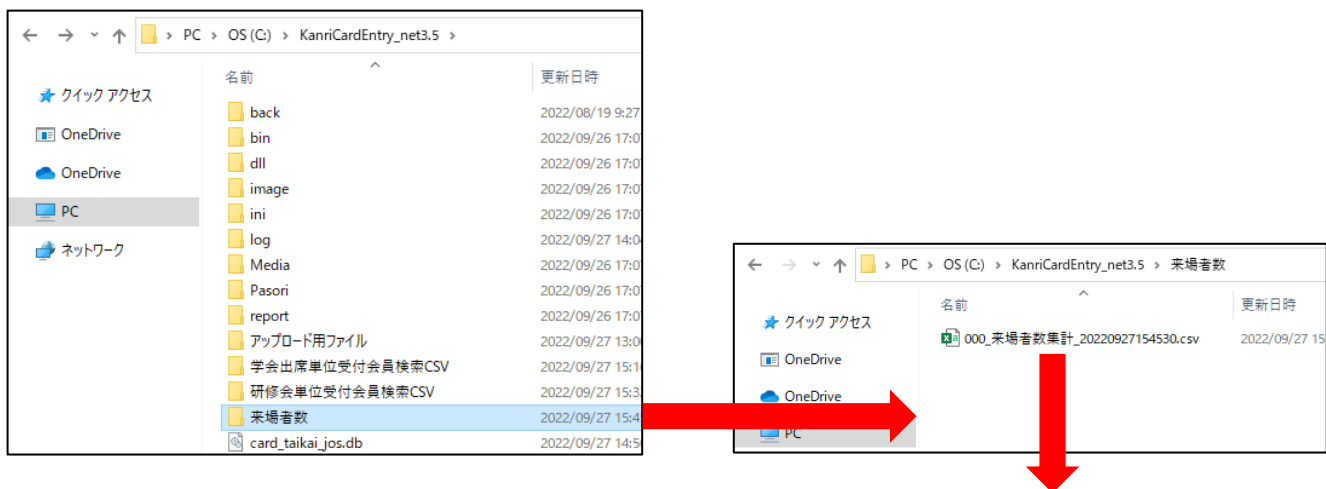 PC > OS (C:) > KanriCardEntry_net3.5 >
名前 更新日時
クイック アクセス
OneDrive
OneDrive
PC
ネットワーク
back 2022/08/19 9:27
bin 2022/09/26 17:0
dll 2022/09/26 17:0
image 2022/09/26 17:0
ini 2022/09/26 17:0
log 2022/09/27 14:0
Media 2022/09/26 17:0
Pasori 2022/09/26 17:0
report 2022/09/26 17:0
アップロード用ファイル 2022/09/27 13:0
学会出席単位受付会員検索CSV 2022/09/27 15:1
研修会単位受付会員検索CSV 2022/09/27 15:3
来場者数 2022/09/27 15:4
card_taikai_jos.db 2022/09/27 14:5
PC > OS (C:) > KanriCardEntry_net3.5 > 来場者数
名前 更新日時
クイック アクセス
OneDrive
OneDrive
PC
000_来場者数集計_20220927154530.csv 2022/09/27 15